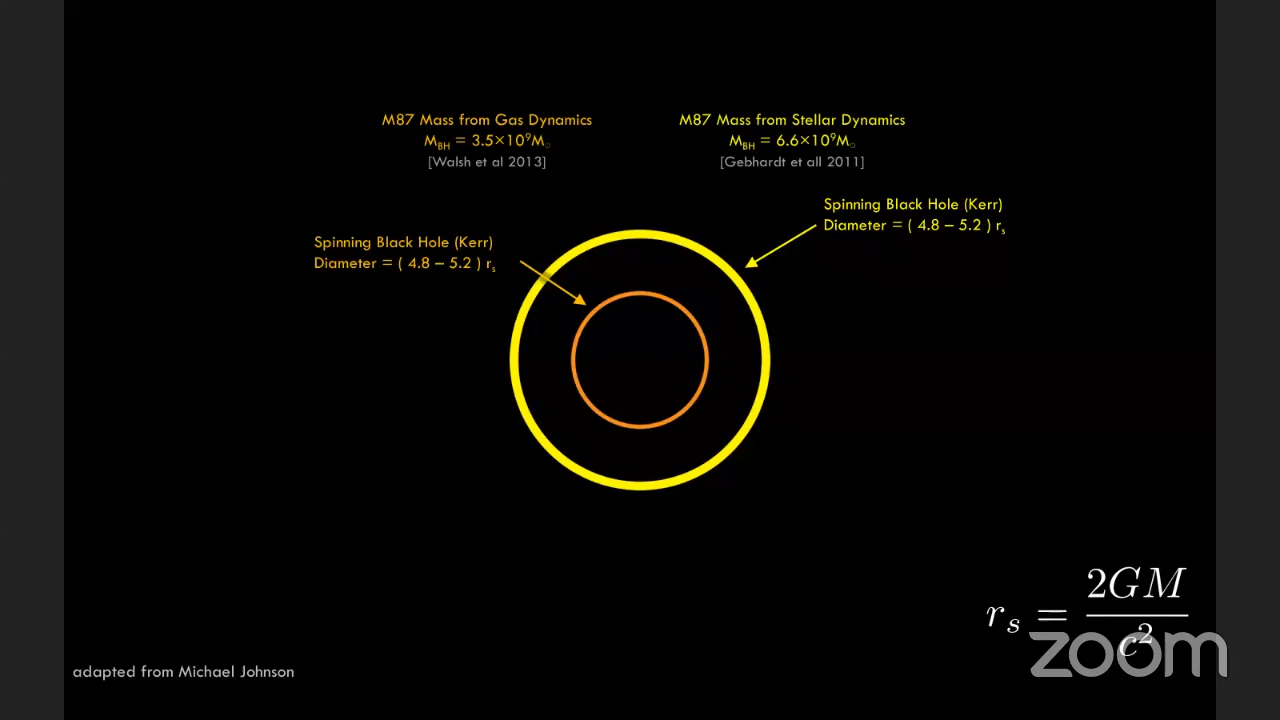 M87 Mass from Gas Dynamics
M_BH = 3.5×10⁹M☉
[Walsh et al 2013]
M87 Mass from Stellar Dynamics
M_BH = 6.6×10⁹M☉
[Gebhardt et all 2011]
Spinning Black Hole (Kerr)
Diameter = ( 4.8 – 5.2 ) r_s
Spinning Black Hole (Kerr)
Diameter = ( 4.8 – 5.2 ) r_s
r_s = 2GM / c²
zoom
adapted from Michael Johnson